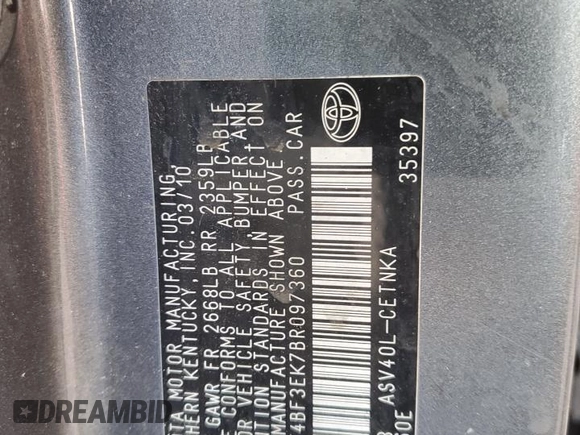 TA MOTOR MANUFACTURING,
HERN KENTUCKY, INC. 03/10
GAWR FR 2668LB RR 2359LB
CONFORMS TO ALL APPLICABLE
OR VEHICLE SAFETY, BUMPER AND
NTION STANDARDS IN EFFECT ON
MANUFACTURE SHOWN ABOVE.
4BF3EK7BR097360 PASS. CAR
ASV40L-CETNKA 35397
DREAMBID